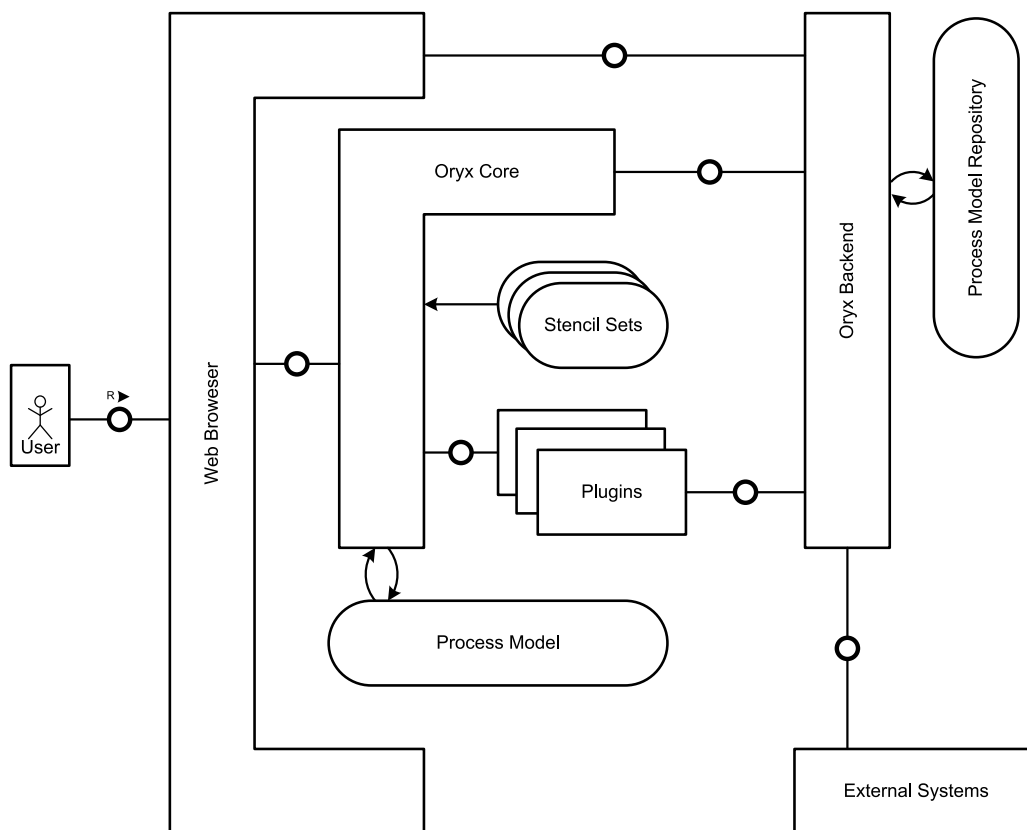 Oryx Core
Process Model Repository
Oryx Backend
Stencil Sets
R
User
Web Broweser
Plugins
Process Model
External Systems